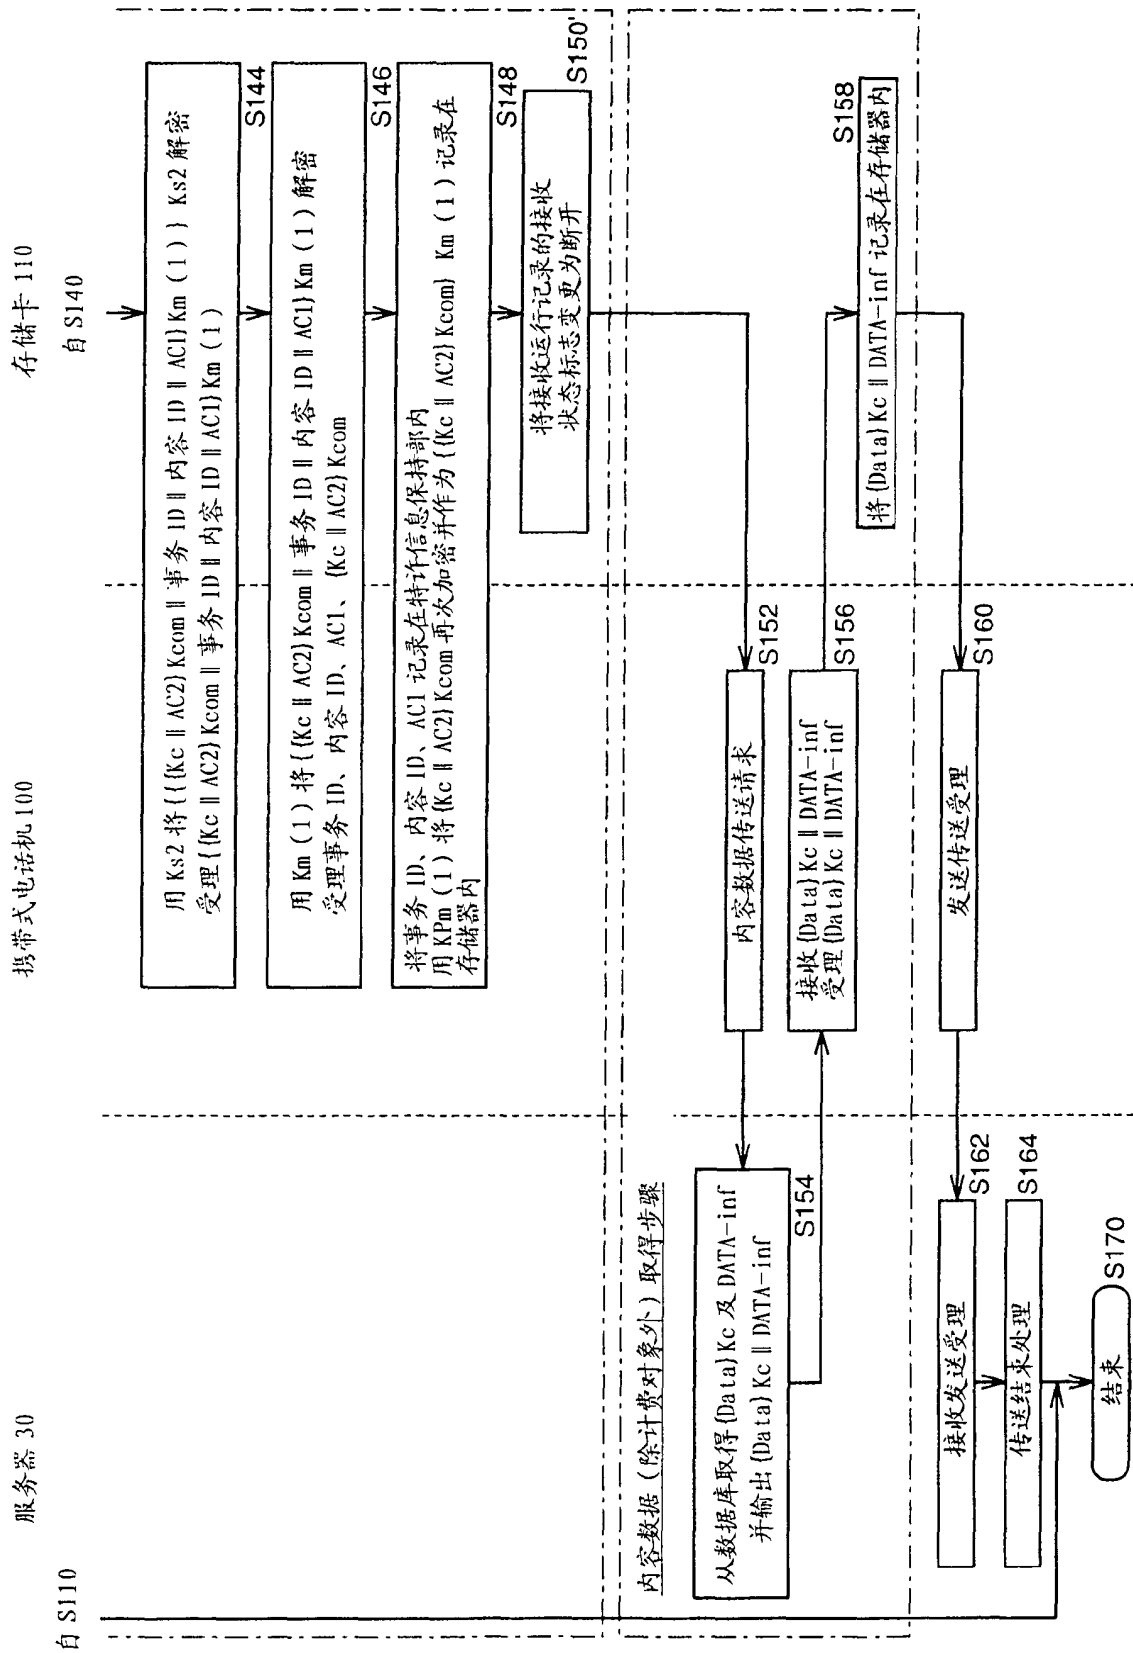 服务器 30
携带式电话机 100
存储卡 110
自 S110
自 S140
用 Ks2 将 {{{Kc ∥ AC2} Kcom ∥ 事务 ID ∥ 内容 ID ∥ AC1} Km (1)} Ks2 解密
受理 {{Kc ∥ AC2} Kcom ∥ 事务 ID ∥ 内容 ID ∥ AC1} Km (1)
S144
用 Km (1) 将 {{Kc ∥ AC2} Kcom ∥ 事务 ID ∥ 内容 ID ∥ AC1} Km (1) 解密
受理事务 ID、内容 ID、AC1、{Kc ∥ AC2} Kcom
S146
将事务 ID、内容 ID、AC1 记录在特许信息保持部内
用 KPm (1) 将 {Kc ∥ AC2} Kcom 再次加密并作为 {{Kc ∥ AC2} Kcom} Km (1) 记录在
存储器内
S148
将接收运行记录的接收
状态标志变更为断开
S150'
内容数据 (除计费对象外) 取得步骤
内容数据传送请求
S152
从数据库取得 {Data} Kc 及 DATA-inf
并输出 {Data} Kc ∥ DATA-inf
S154
接收 {Data} Kc ∥ DATA-inf
受理 {Data} Kc ∥ DATA-inf
S156
将 {Data} Kc ∥ DATA-inf 记录在存储器内
S158
发送传送受理
S160
接收发送受理
S162
传送结束处理
S164
结束
S170